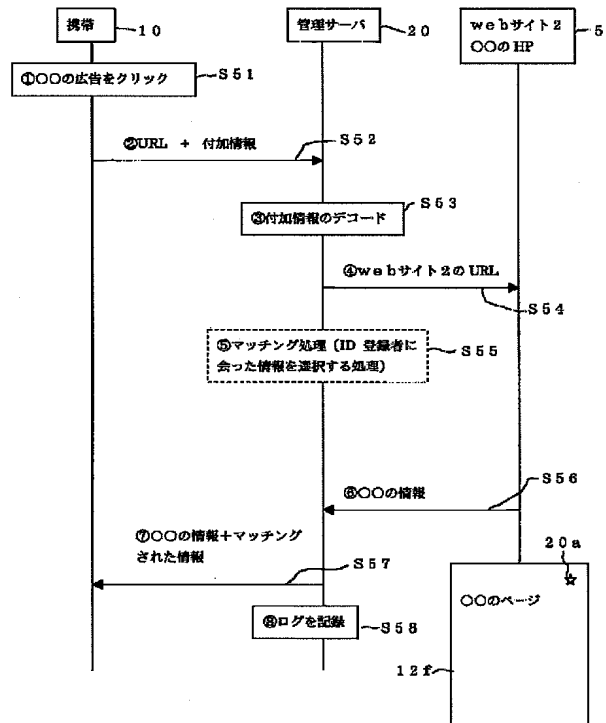 携帯
10
管理サーバ
20
webサイト2
○○のHP
5
①○○の広告をクリック
S51
②URL + 付加情報
S52
③付加情報のデコード
S53
④webサイト2のURL
S54
⑤マッチング処理（ID 登録者に
会った情報を選択する処理）
S55
⑥○○の情報
S56
⑦○○の情報＋マッチング
された情報
S57
⑧ログを記録
S58
20a
☆
○○のページ
12f